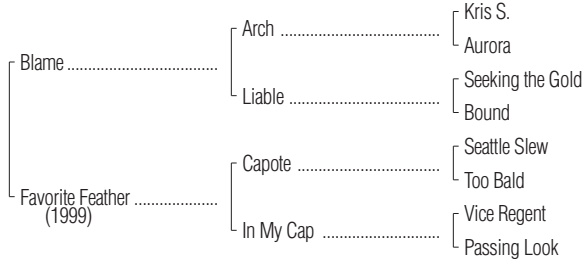 Kris S.
Arch ................................
Aurora
Blame ...............................
Seeking the Gold
Liable ...............................
Bound
Seattle Slew
Capote ..............................
Too Bald
Favorite Feather .................
(1999)
Vice Regent
In My Cap ........................
Passing Look